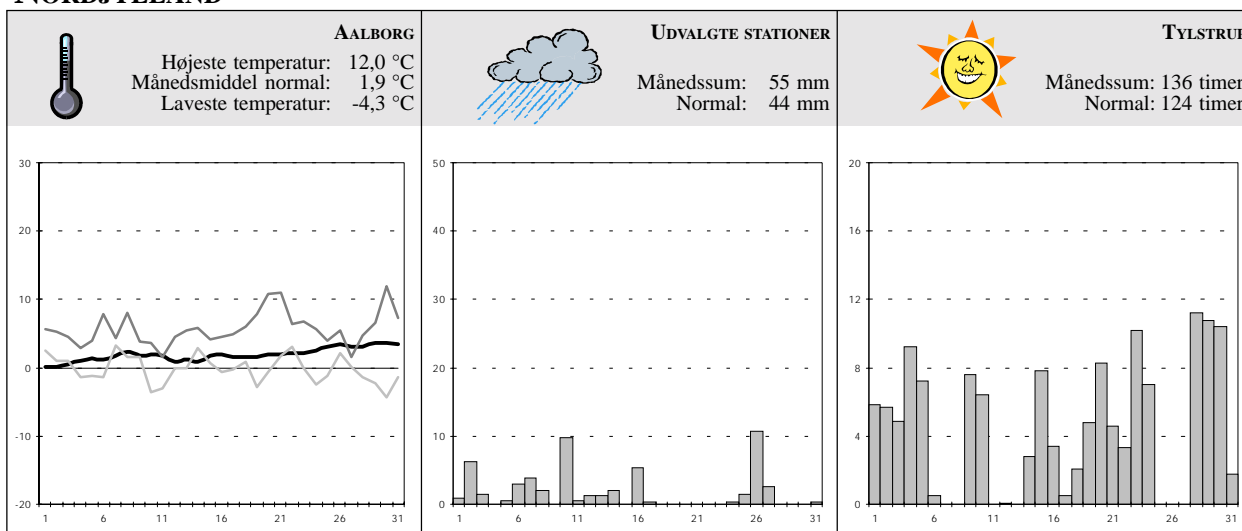 NORDJYLLAND
AALBORG
Højeste temperatur: 12,0 °C
Månedsmiddel normal: 1,9 °C
Laveste temperatur: -4,3 °C
UDVALGTE STATIONER
Månedssum: 55 mm
Normal: 44 mm
TYLSTRUP
Månedssum: 136 timer
Normal: 124 timer
30
20
10
0
-10
-20
1 6 11 16 21 26 31
50
40
30
20
10
0
1 6 11 16 21 26 31
20
16
12
8
4
0
1 6 11 16 21 26 31